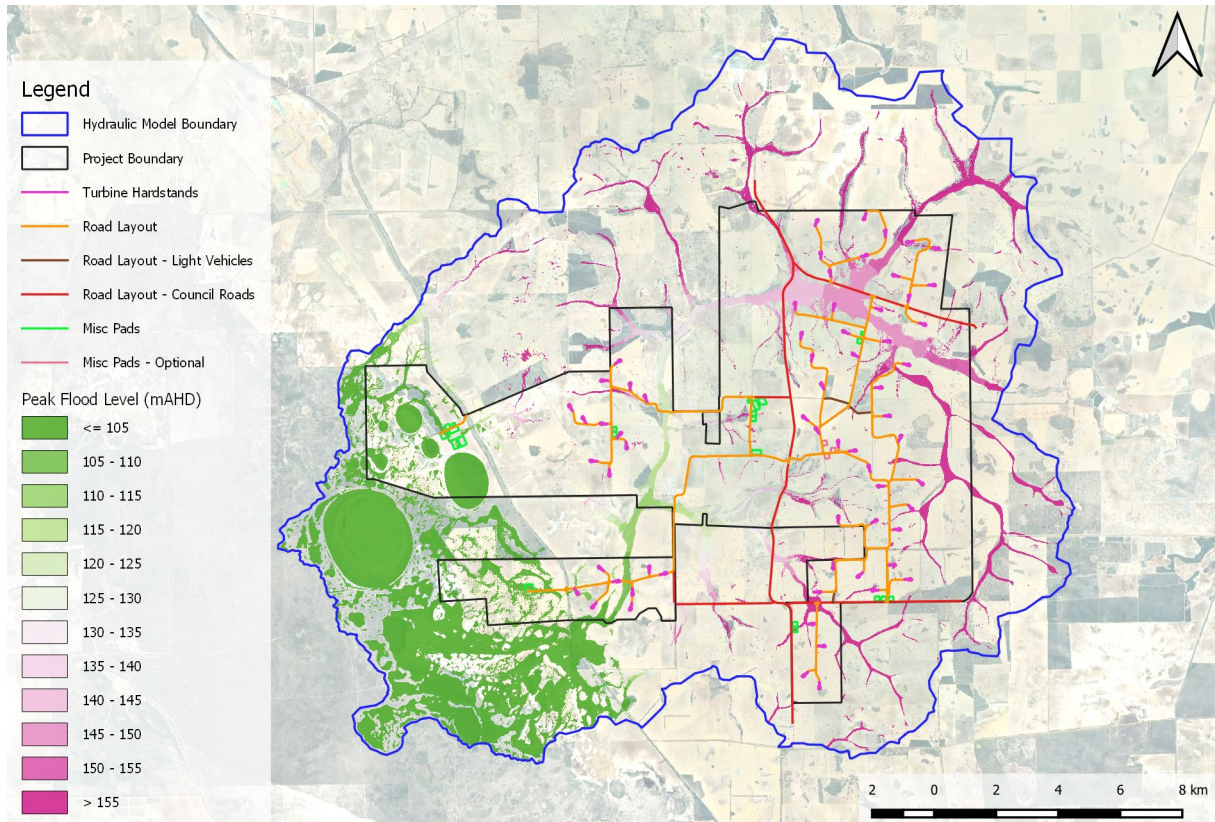 Legend
Hydraulic Model Boundary
Project Boundary
Turbine Hardstands
Road Layout
Road Layout - Light Vehicles
Road Layout - Council Roads
Misc Pads
Misc Pads - Optional
Peak Flood Level (mAHD)
<= 105
105 - 110
110 - 115
115 - 120
120 - 125
125 - 130
130 - 135
135 - 140
140 - 145
145 - 150
150 - 155
> 155
2 0 2 4 6 8 km